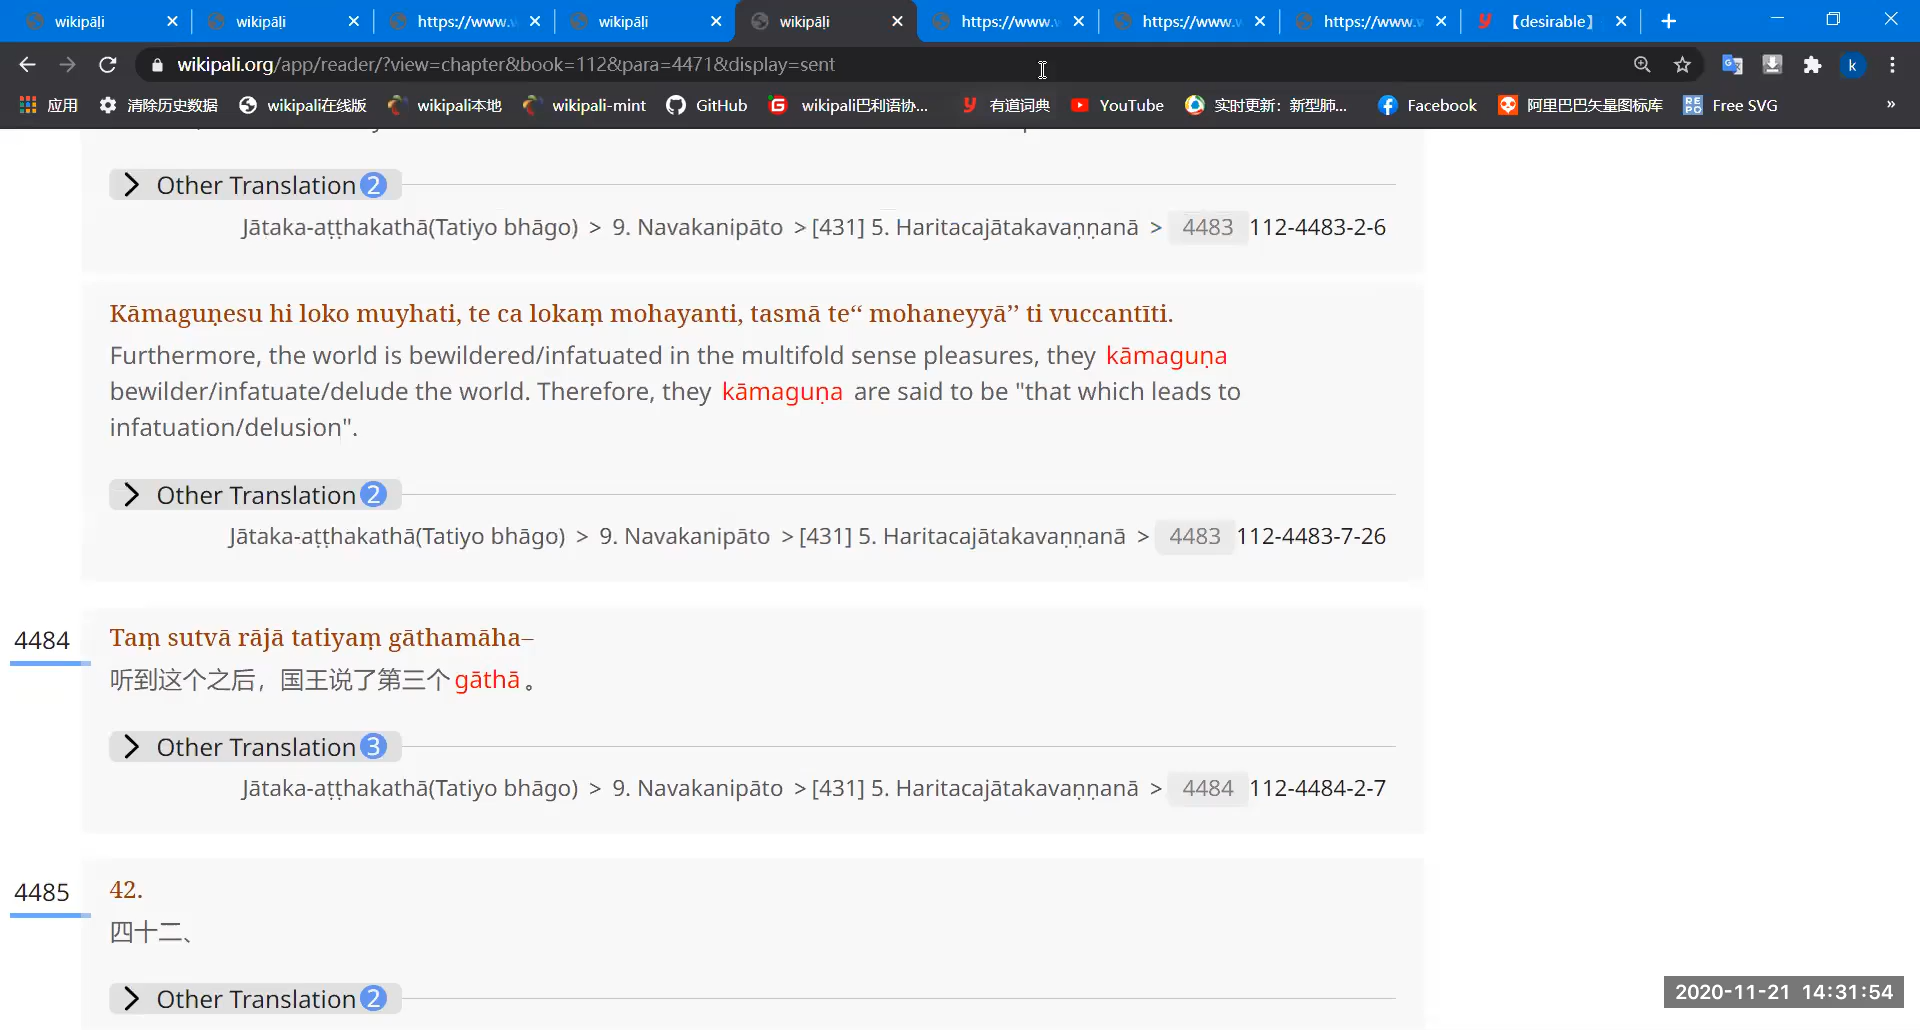 wikipāli
wikipāli
https://www.
wikipāli
wikipāli
https://www.
https://www.
https://www.
【desirable】
wikipali.org/app/reader/?view=chapter&book=112&para=4471&display=sent
k
应用
清除历史数据
wikipali在线版
wikipali本地
wikipali-mint
GitHub
wikipali巴利语协...
有道词典
YouTube
实时更新：新型肺...
Facebook
阿里巴巴矢量图标库
Free SVG
»
Other Translation 2
Jātaka-aṭṭhakathā(Tatiyo bhāgo) > 9. Navakanipāto >[431] 5. Haritacajātakavaṇṇanā > 4483 112-4483-2-6
Kāmaguṇesu hi loko muyhati, te ca lokaṃ mohayanti, tasmā te“ mohaneyyā” ti vuccantīti.
Furthermore, the world is bewildered/infatuated in the multifold sense pleasures, they kāmaguṇa
bewilder/infatuate/delude the world. Therefore, they kāmaguṇa are said to be "that which leads to
infatuation/delusion".
Other Translation 2
Jātaka-aṭṭhakathā(Tatiyo bhāgo) > 9. Navakanipāto >[431] 5. Haritacajātakavaṇṇanā > 4483 112-4483-7-26
4484
Taṃ sutvā rājā tatiyaṃ gāthamāha–
听到这个之后，国王说了第三个gāthā。
Other Translation 3
Jātaka-aṭṭhakathā(Tatiyo bhāgo) > 9. Navakanipāto >[431] 5. Haritacajātakavaṇṇanā > 4484 112-4484-2-7
4485
42.
四十二、
Other Translation 2
2020-11-21 14:31:54